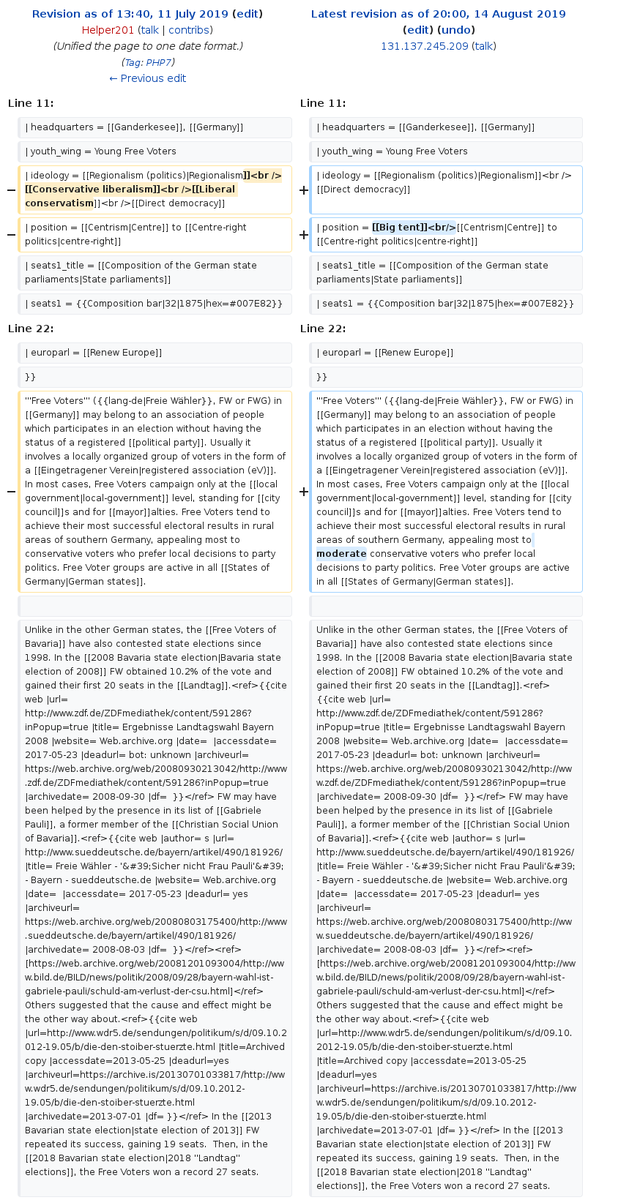 Revision as of 13:40, 11 July 2019 (edit)
Helper201 (talk | contribs)
(Unified the page to one date format.)
(Tag: PHP7)
← Previous edit
Latest revision as of 20:00, 14 August 2019
(edit) (undo)
131.137.245.209 (talk)
Line 11:
| headquarters = [[Ganderkesee]], [[Germany]]
| youth_wing = Young Free Voters
− | ideology = [[Regionalism (politics)|Regionalism]]<br />
[[Conservative liberalism]]<br />[[Liberal
conservatism]]<br />[[Direct democracy]]
− | position = [[Centrism|Centre]] to [[Centre-right
politics|centre-right]]
| seats1_title = [[Composition of the German state
parliaments|State parliaments]]
| seats1 = {{Composition bar|32|1875|hex=#007E82}}
Line 11:
| headquarters = [[Ganderkesee]], [[Germany]]
| youth_wing = Young Free Voters
+ | ideology = [[Regionalism (politics)|Regionalism]]<br />
[[Direct democracy]]
+ | position = [[Big tent]]<br/>[[Centrism|Centre]] to
[[Centre-right politics|centre-right]]
| seats1_title = [[Composition of the German state
parliaments|State parliaments]]
| seats1 = {{Composition bar|32|1875|hex=#007E82}}
Line 22:
| europarl = [[Renew Europe]]
}}
− '''Free Voters''' ({{lang-de|Freie Wähler}}, FW or FWG) in
[[Germany]] may belong to an association of people
which participates in an election without having the
status of a registered [[political party]]. Usually it
involves a locally organized group of voters in the form of
a [[Eingetragener Verein|registered association (eV)]].
In most cases, Free Voters campaign only at the [[local
government|local-government]] level, standing for [[city
council]]s and for [[mayor]]alties. Free Voters tend to
achieve their most successful electoral results in rural
areas of southern Germany, appealing most to
conservative voters who prefer local decisions to party
politics. Free Voter groups are active in all [[States of
Germany|German states]].
Unlike in the other German states, the [[Free Voters of
Bavaria]] have also contested state elections since
1998. In the [[2008 Bavaria state election|Bavaria state
election of 2008]] FW obtained 10.2% of the vote and
gained their first 20 seats in the [[Landtag]].<ref>{{cite
web |url=
http://www.zdf.de/ZDFmediathek/content/591286?
inPopup=true |title= Ergebnisse Landtagswahl Bayern
2008 |website= Web.archive.org |date= |accessdate=
2017-05-23 |deadurl= bot: unknown |archiveurl=
https://web.archive.org/web/20080930213042/http://www
.zdf.de/ZDFmediathek/content/591286?inPopup=true
|archivedate= 2008-09-30 |df= }}</ref> FW may have
been helped by the presence in its list of [[Gabriele
Pauli]], a former member of the [[Christian Social Union
of Bavaria]].<ref>{{cite web |author= s |url=
http://www.sueddeutsche.de/bayern/artikel/490/181926/
|title= Freie Wähler - '&#39;Sicher nicht Frau Pauli'&#39;
- Bayern - sueddeutsche.de |website= Web.archive.org
|date= |accessdate= 2017-05-23 |deadurl= yes
|archiveurl=
https://web.archive.org/web/20080803175400/http://www
.sueddeutsche.de/bayern/artikel/490/181926/
|archivedate= 2008-08-03 |df= }}</ref><ref>
[https://web.archive.org/web/20081201093004/http://ww
w.bild.de/BILD/news/politik/2008/09/28/bayern-wahl-ist-
gabriele-pauli/schuld-am-verlust-der-csu.html]</ref>
Others suggested that the cause and effect might be
the other way about.<ref>{{cite web
|url=http://www.wdr5.de/sendungen/politikum/s/d/09.10.2
012-19.05/b/die-den-stoiber-stuerzte.html |title=Archived
copy |accessdate=2013-05-25 |deadurl=yes
|archiveurl=https://archive.is/20130701033817/http://ww
w.wdr5.de/sendungen/politikum/s/d/09.10.2012-
19.05/b/die-den-stoiber-stuerzte.html
|archivedate=2013-07-01 |df= }}</ref> In the [[2013
Bavarian state election|state election of 2013]] FW
repeated its success, gaining 19 seats. Then, in the
[[2018 Bavarian state election|2018 ''Landtag''
elections]], the Free Voters won a record 27 seats.
Line 22:
| europarl = [[Renew Europe]]
}}
+ '''Free Voters''' ({{lang-de|Freie Wähler}}, FW or FWG) in
[[Germany]] may belong to an association of people
which participates in an election without having the
status of a registered [[political party]]. Usually it
involves a locally organized group of voters in the form of
a [[Eingetragener Verein|registered association (eV)]].
In most cases, Free Voters campaign only at the [[local
government|local-government]] level, standing for [[city
council]]s and for [[mayor]]alties. Free Voters tend to
achieve their most successful electoral results in rural
areas of southern Germany, appealing most to
moderate conservative voters who prefer local
decisions to party politics. Free Voter groups are active
in all [[States of Germany|German states]].
Unlike in the other German states, the [[Free Voters of
Bavaria]] have also contested state elections since
1998. In the [[2008 Bavaria state election|Bavaria state
election of 2008]] FW obtained 10.2% of the vote and
gained their first 20 seats in the [[Landtag]].<ref>
{{cite web |url=
http://www.zdf.de/ZDFmediathek/content/591286?
inPopup=true |title= Ergebnisse Landtagswahl Bayern
2008 |website= Web.archive.org |date= |accessdate=
2017-05-23 |deadurl= bot: unknown |archiveurl=
https://web.archive.org/web/20080930213042/http://ww
w.zdf.de/ZDFmediathek/content/591286?inPopup=true
|archivedate= 2008-09-30 |df= }}</ref> FW may have
been helped by the presence in its list of [[Gabriele
Pauli]], a former member of the [[Christian Social Union
of Bavaria]].<ref>{{cite web |author= s |url=
http://www.sueddeutsche.de/bayern/artikel/490/181926/
|title= Freie Wähler - '&#39;Sicher nicht Frau Pauli'&#39;
- Bayern - sueddeutsche.de |website= Web.archive.org
|date= |accessdate= 2017-05-23 |deadurl= yes
|archiveurl=
https://web.archive.org/web/20080803175400/http://ww
w.sueddeutsche.de/bayern/artikel/490/181926/
|archivedate= 2008-08-03 |df= }}</ref><ref>
[https://web.archive.org/web/20081201093004/http://ww
w.bild.de/BILD/news/politik/2008/09/28/bayern-wahl-ist-
gabriele-pauli/schuld-am-verlust-der-csu.html]</ref>
Others suggested that the cause and effect might be
the other way about.<ref>{{cite web
|url=http://www.wdr5.de/sendungen/politikum/s/d/09.10.
2012-19.05/b/die-den-stoiber-stuerzte.html
|title=Archived copy |accessdate=2013-05-25
|deadurl=yes
|archiveurl=https://archive.is/20130701033817/http://ww
w.wdr5.de/sendungen/politikum/s/d/09.10.2012-
19.05/b/die-den-stoiber-stuerzte.html
|archivedate=2013-07-01 |df= }}</ref> In the [[2013
Bavarian state election|state election of 2013]] FW
repeated its success, gaining 19 seats. Then, in the
[[2018 Bavarian state election|2018 ''Landtag''
elections]], the Free Voters won a record 27 seats.